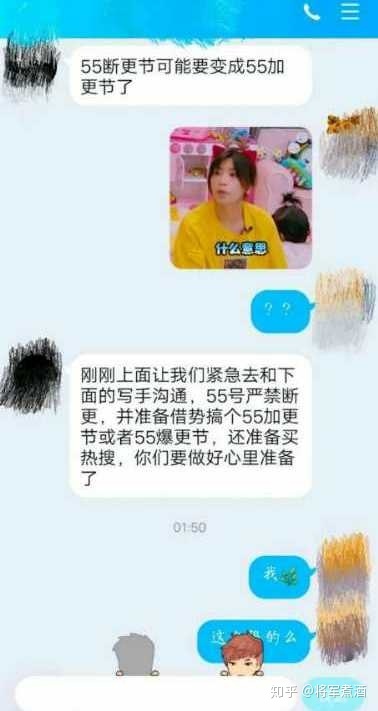 55断更节可能要变成55加
更节了
什么意思
？？
刚刚上面让我们紧急去和下
面的写手沟通，55号严禁断
更，并准备借势搞个55加更
节或者55爆更节，还准备买
热搜，你们要做好心里准备
了
01:50
我🌿
这
的么
知乎 @将军煮酒